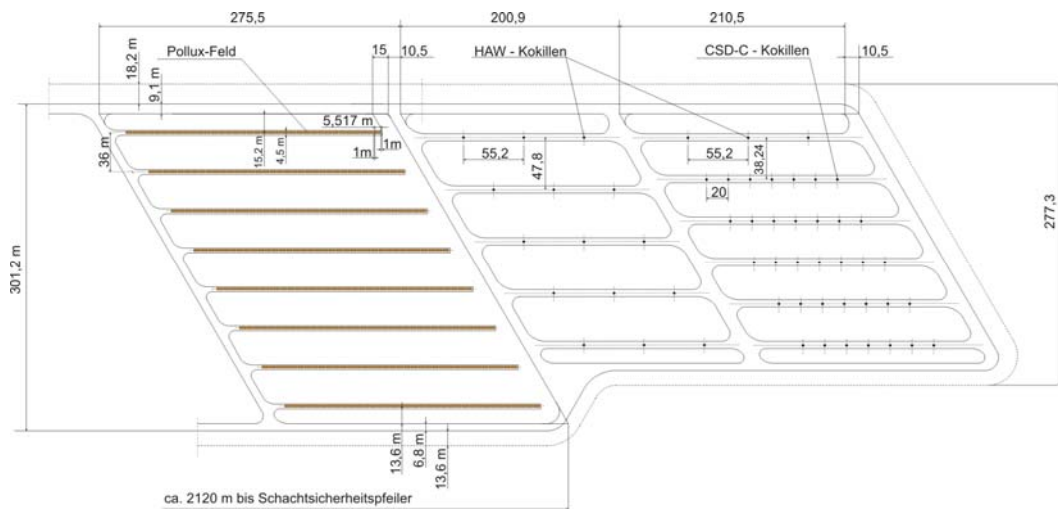 275,5
200,9
210,5
Pollux-Feld
15
10,5
HAW - Kokillen
CSD-C - Kokillen
10,5
18,2 m
9,1 m
5,517 m
1m
1m
36 m
15,2 m
4,5 m
55,2
47,8
55,2
38,24
20
277,3
301,2 m
13,6 m
6,8 m
13,6 m
ca. 2120 m bis Schachtsicherheitspfeiler